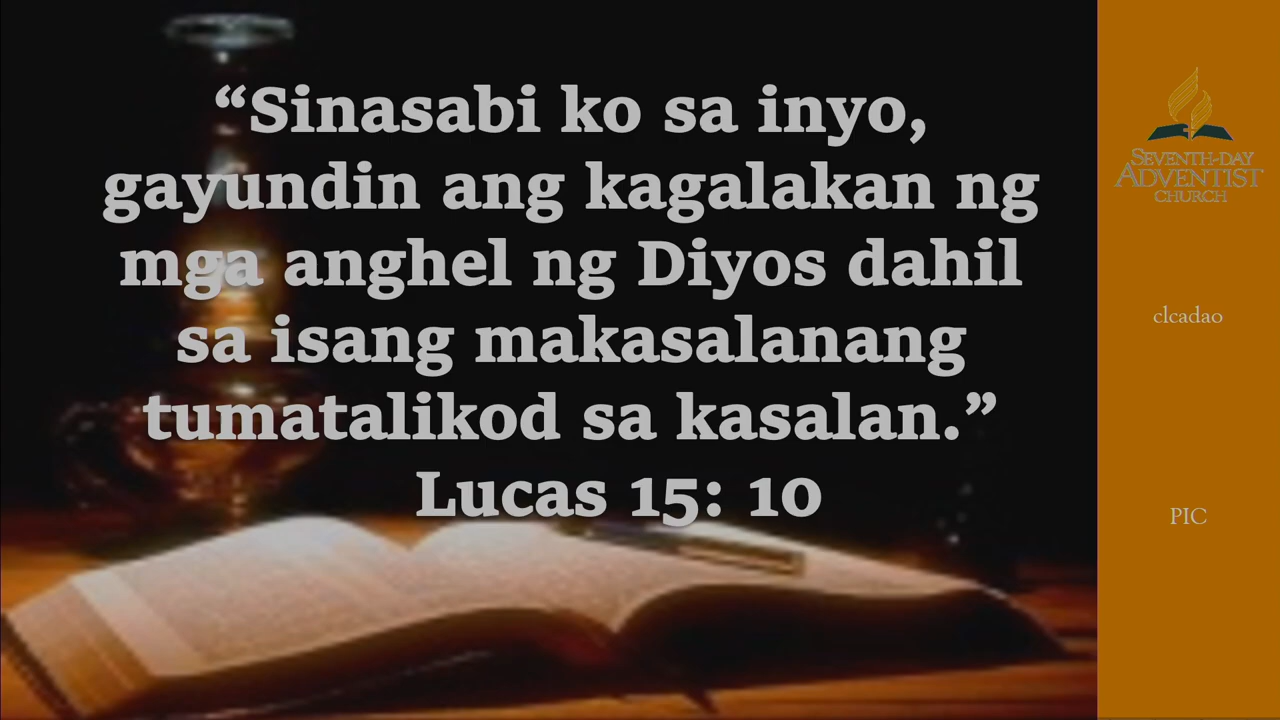 “Sinasabi ko sa inyo,
gayundin ang kagalakan ng
mga anghel ng Diyos dahil
sa isang makasalanang
tumatalikod sa kasalan.”
Lucas 15: 10
SEVENTH-DAY
ADVENTIST
CHURCH
clcadao
PIC